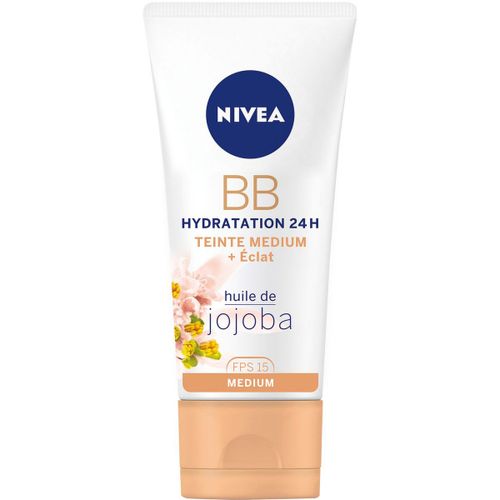 NIVEA
BB
HYDRATATION 24H
TEINTE MEDIUM
+ Éclat
huile de
jojoba
FPS 15
MEDIUM